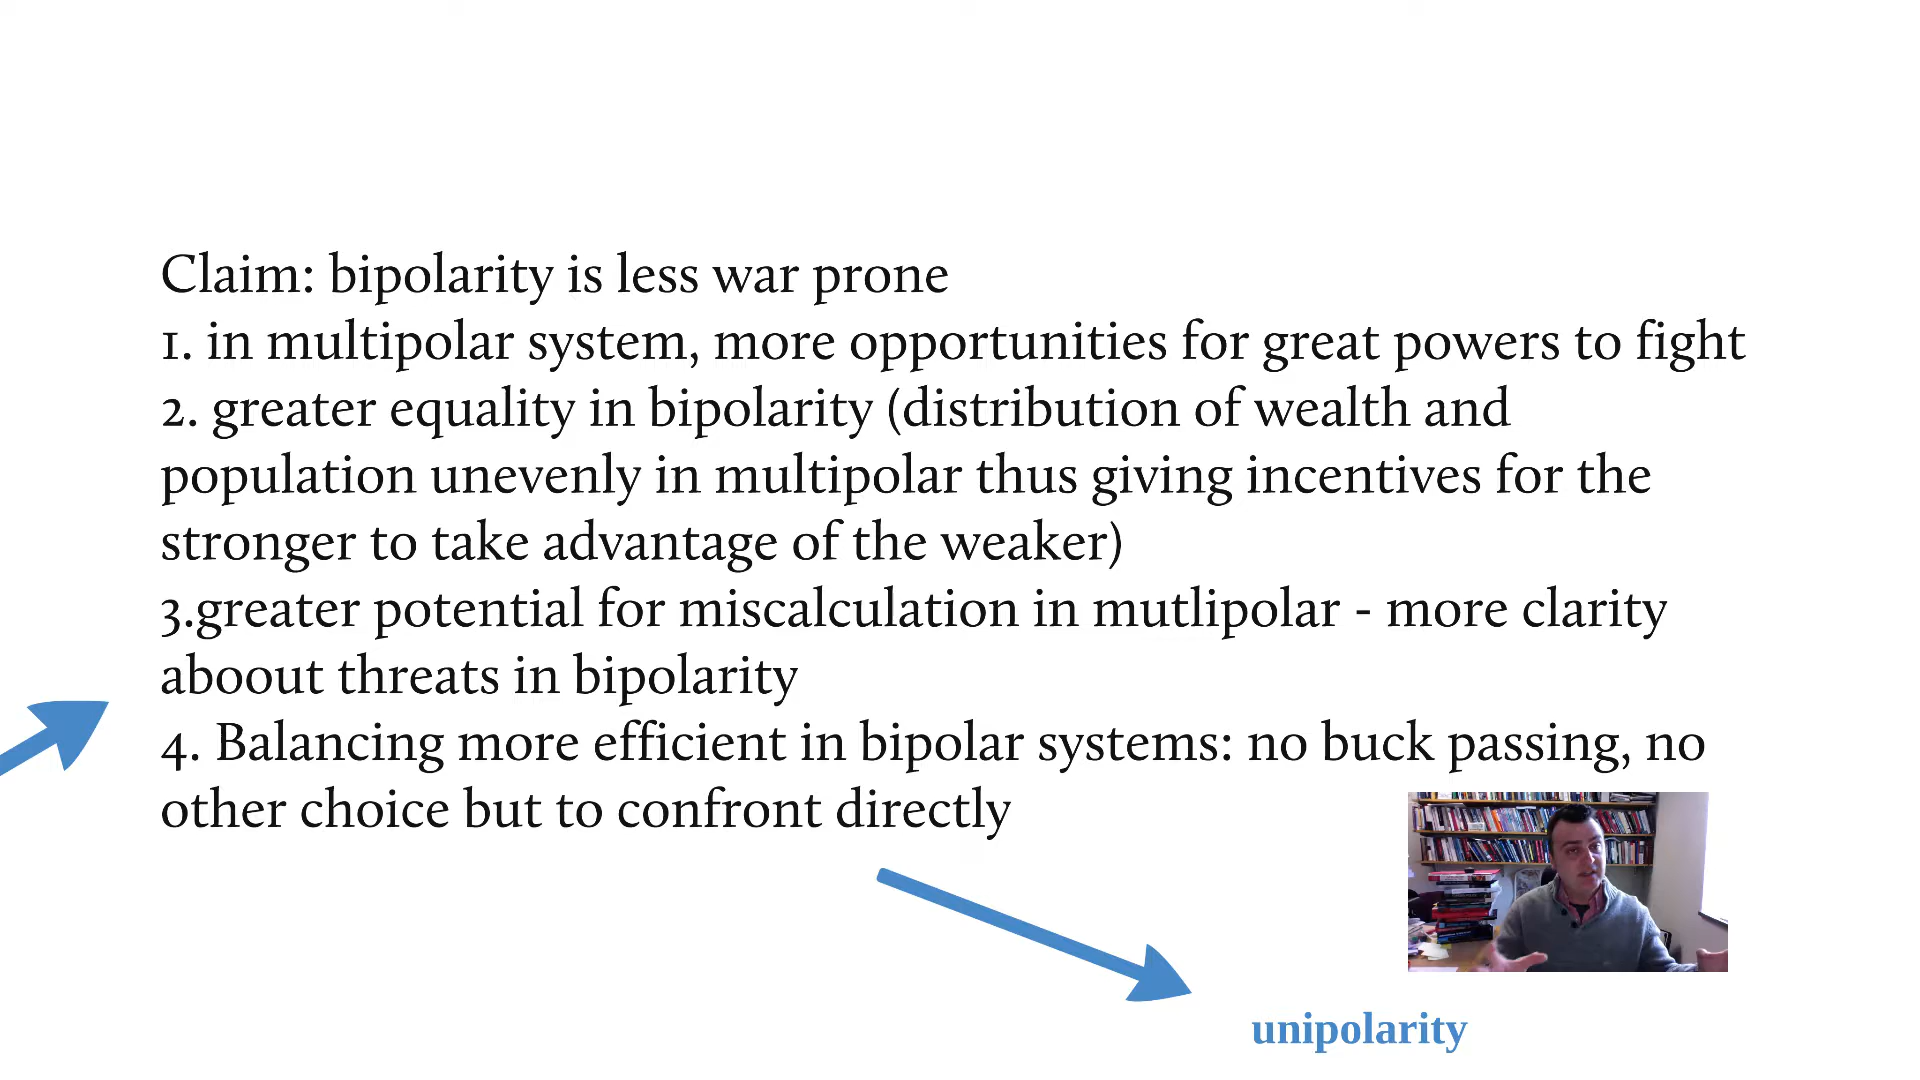 Claim: bipolarity is less war prone
1. in multipolar system, more opportunities for great powers to fight
2. greater equality in bipolarity (distribution of wealth and
population unevenly in multipolar thus giving incentives for the
stronger to take advantage of the weaker)
3.greater potential for miscalculation in mutlipolar - more clarity
aboout threats in bipolarity
4. Balancing more efficient in bipolar systems: no buck passing, no
other choice but to confront directly
unipolarity